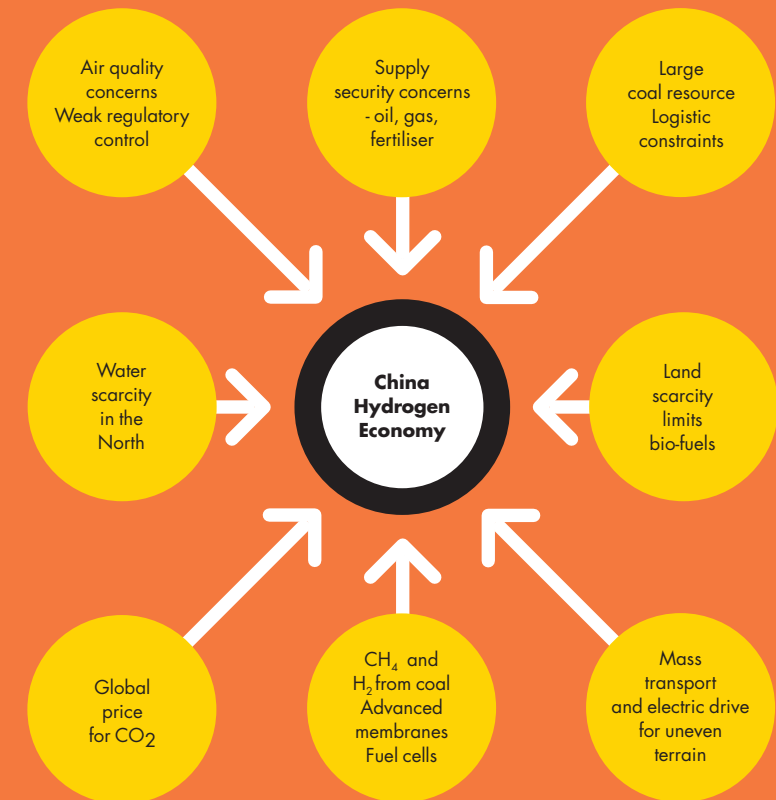 Air quality
concerns
Weak regulatory
control
Supply
security concerns
- oil, gas,
fertiliser
Large
coal resource
Logistic
constraints
Water
scarcity
in the
North
China
Hydrogen
Economy
Land
scarcity
limits
bio-fuels
Global
price
for CO2
CH₄ and
H₂ from coal
Advanced
membranes
Fuel cells
Mass
transport
and electric drive
for uneven
terrain